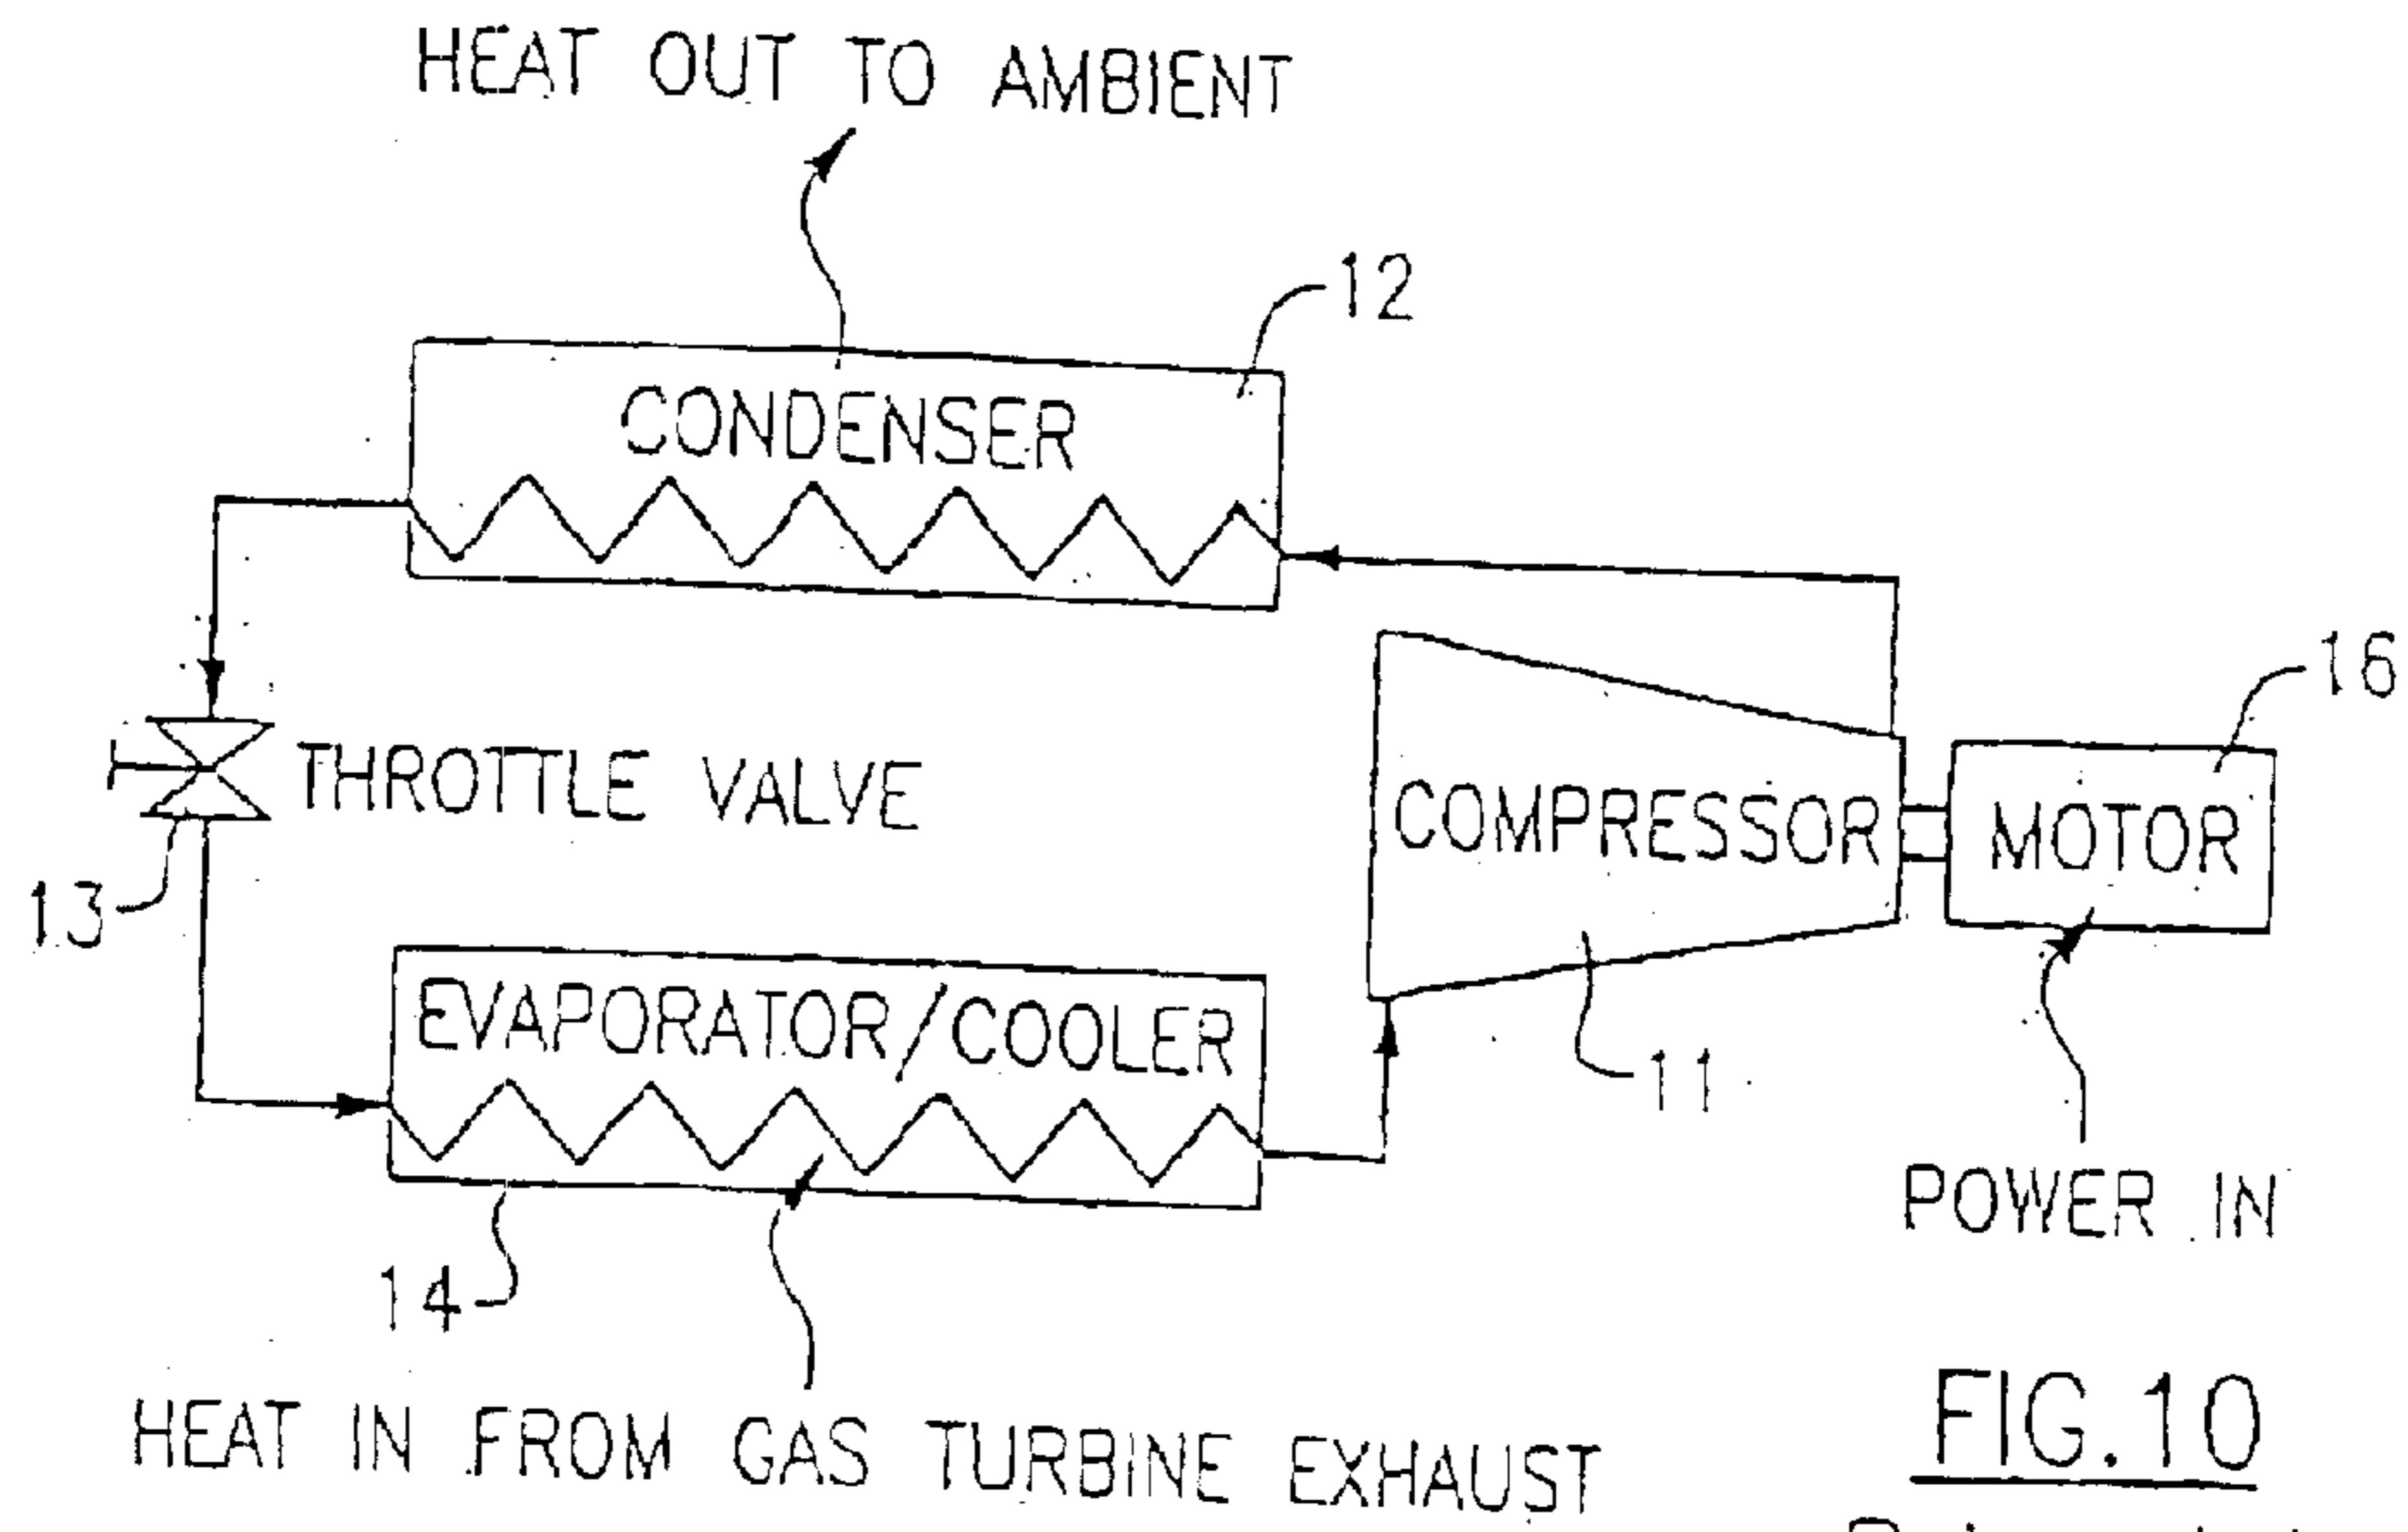 HEAT OUT TO AMBIENT
12
CONDENSER
16
THROTTLE VALVE
COMPRESSOR
MOTOR
13
EVAPORATOR/COOLER
11
POWER IN
14
HEAT IN FROM GAS TURBINE EXHAUST
FIG.10